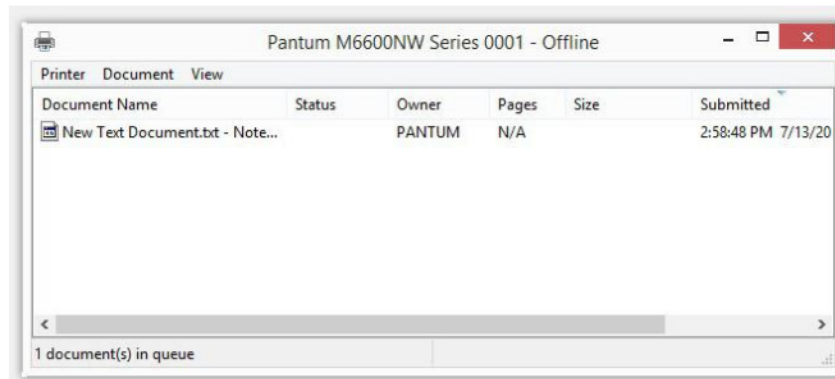 Pantum M6600NW Series 0001 - Offline
Printer Document View
Document Name Status Owner Pages Size Submitted
New Text Document.txt - Note... PANTUM N/A 2:58:48 PM 7/13/20
1 document(s) in queue